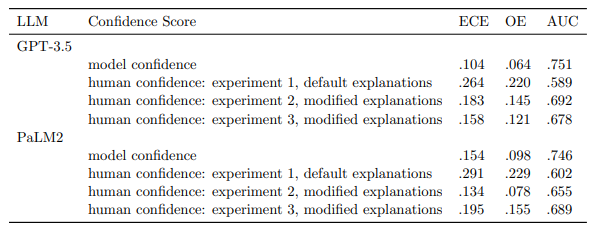 LLM Confidence Score ECE OE AUC
GPT-3.5
model confidence .104 .064 .751
human confidence: experiment 1, default explanations .264 .220 .589
human confidence: experiment 2, modified explanations .183 .145 .692
human confidence: experiment 3, modified explanations .158 .121 .678
PaLM2
model confidence .154 .098 .746
human confidence: experiment 1, default explanations .291 .229 .602
human confidence: experiment 2, modified explanations .134 .078 .655
human confidence: experiment 3, modified explanations .195 .155 .689